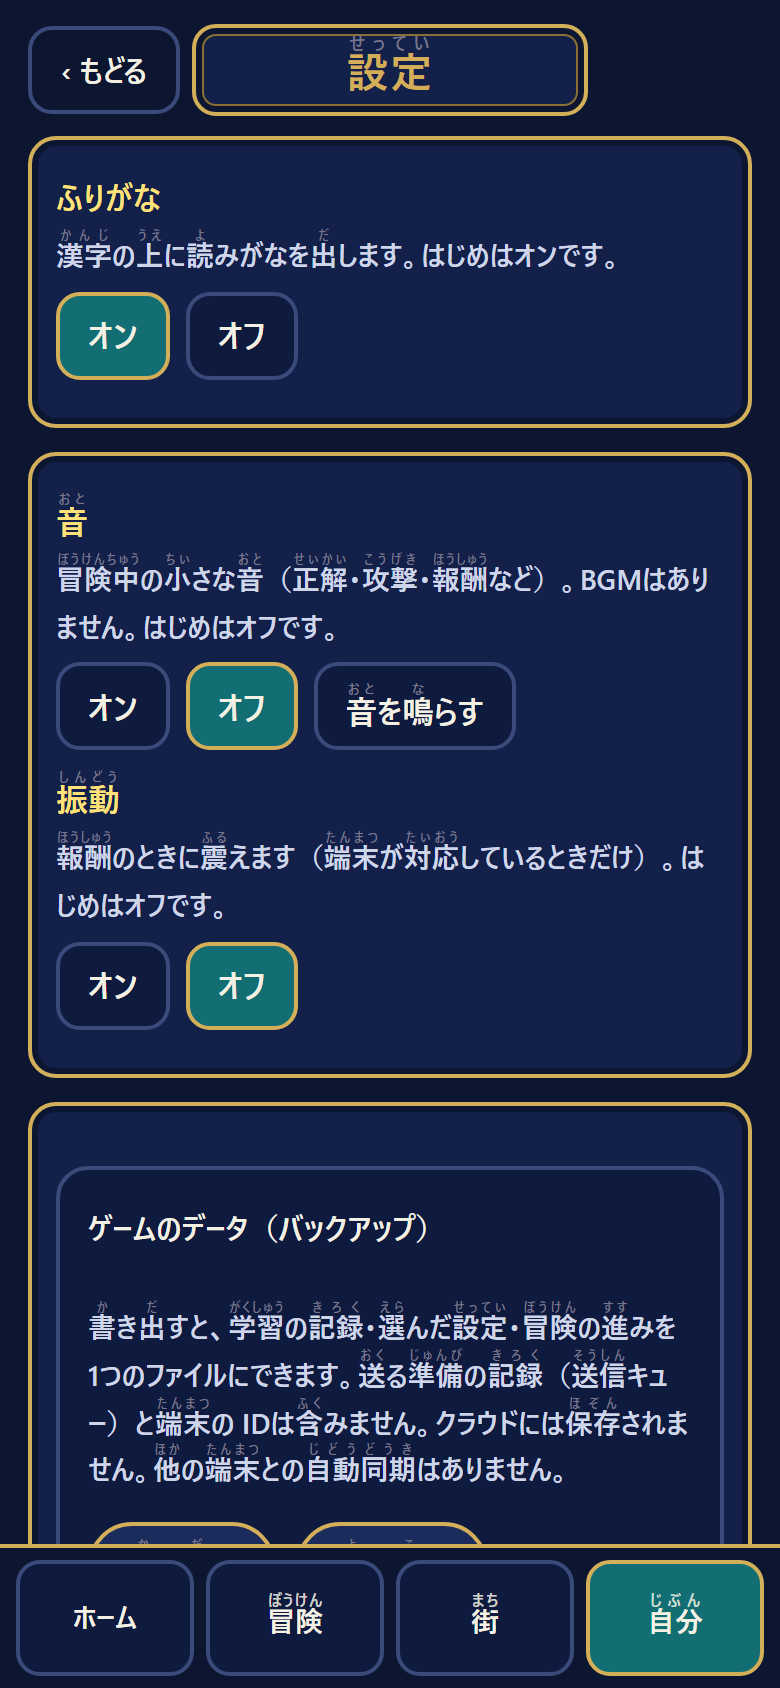 ‹ もどる
せってい
設定
ふりがな
かんじ うえ よ だ
漢字の上に読みがなを出します。はじめはオンです。
オン
オフ
おと
音
ぼうけんちゅう ちい おと せいかい こうげき ほうしゅう
冒険中の小さな音（正解・攻撃・報酬など）。BGMはあり
ません。はじめはオフです。
オン
オフ
おと な
音を鳴らす
しんどう
振動
ほうしゅう ふる たんまつ たいおう
報酬のときに震えます（端末が対応しているときだけ）。は
じめはオフです。
オン
オフ
ゲームのデータ（バックアップ）
か だ がくしゅう きろく えら せってい ぼうけん すす
書き出すと、学習の記録・選んだ設定・冒険の進みを
おく じゅんび きろく そうしん
1つのファイルにできます。送る準備の記録（送信キュ
たんまつ ふく ほぞん
ー）と端末の IDは含みません。クラウドには保存されま
ほか たんまつ じどうどうき
せん。他の端末との自動同期はありません。
か だ
よ こ
ホーム
ぼうけん
冒険
まち
街
じぶん
自分